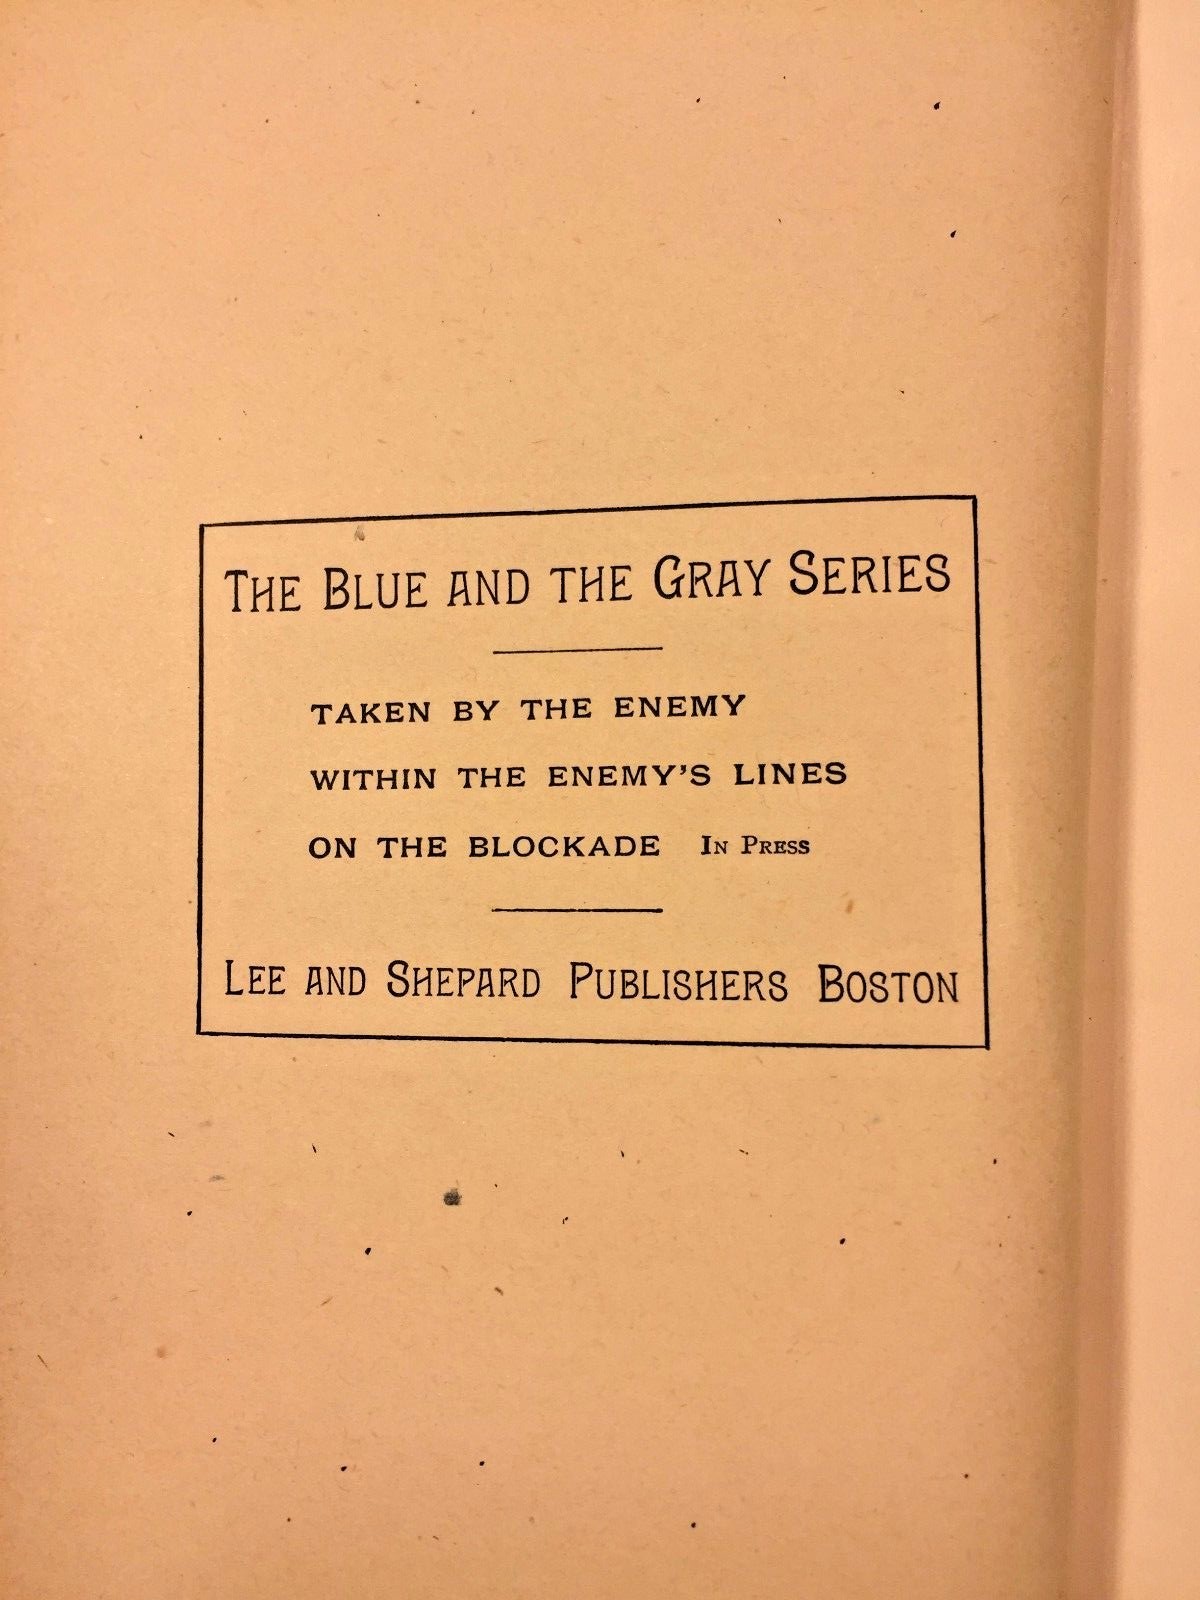 The Blue and the Gray Series
TAKEN BY THE ENEMY
WITHIN THE ENEMY'S LINES
ON THE BLOCKADE In Press
Lee and Shepard Publishers Boston